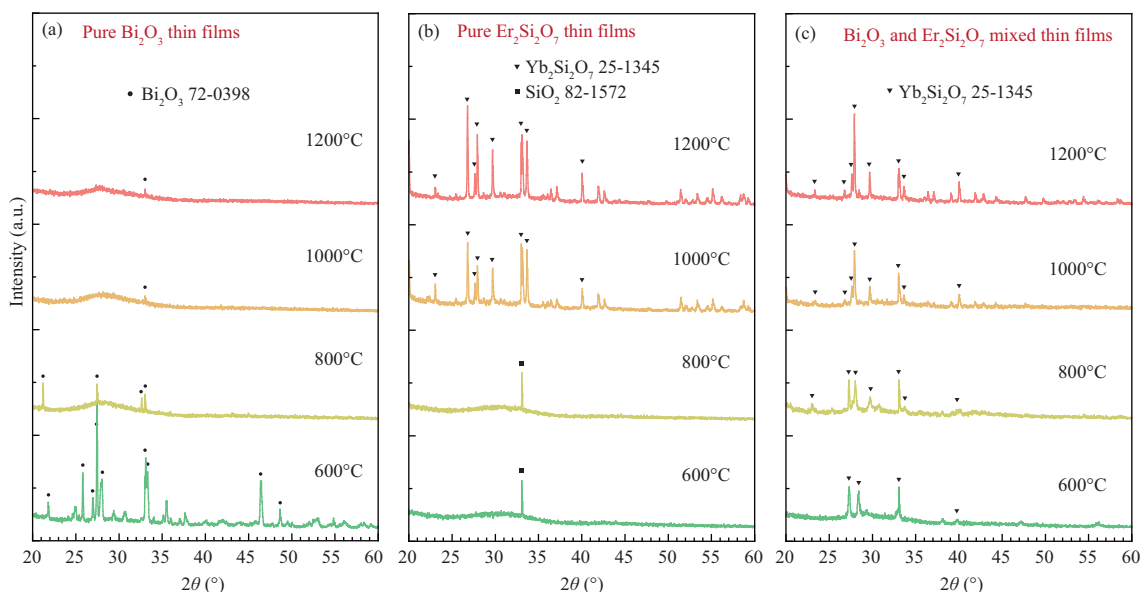 (a)
Pure Bi₂O₃ thin films
• Bi₂O₃ 72-0398
1200°C
1000°C
800°C
600°C
Intensity (a.u.)
20 25 30 35 40 45 50 55 60
2θ (°)
(b)
Pure Er₂Si₂O₇ thin films
▼ Yb₂Si₂O₇ 25-1345
■ SiO₂ 82-1572
1200°C
1000°C
800°C
600°C
20 25 30 35 40 45 50 55 60
2θ (°)
(c)
Bi₂O₃ and Er₂Si₂O₇ mixed thin films
▼ Yb₂Si₂O₇ 25-1345
1200°C
1000°C
800°C
600°C
20 25 30 35 40 45 50 55 60
2θ (°)